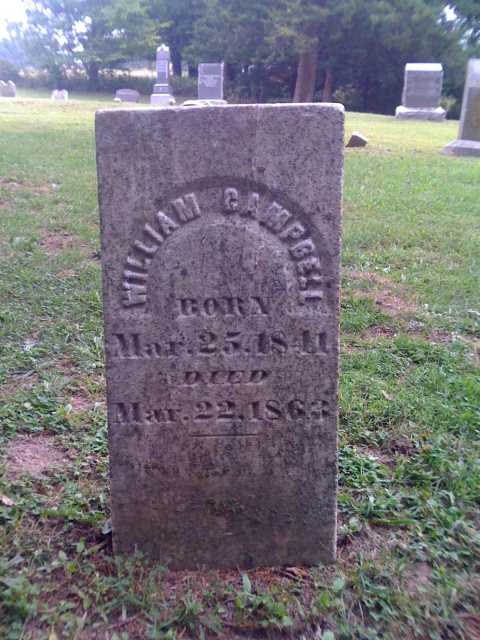 WILLIAM CAMPBELL
BORN
Mar. 25. 1841
DIED
Mar. 22. 1863